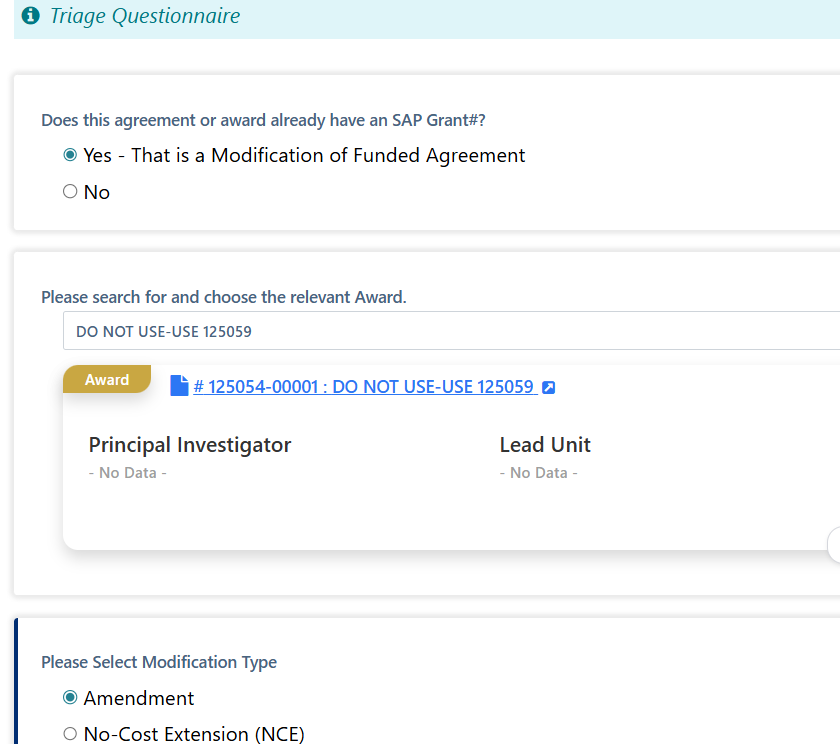 Triage Questionnaire
Does this agreement or award already have an SAP Grant#?
Yes - That is a Modification of Funded Agreement
No
Please search for and choose the relevant Award.
DO NOT USE-USE 125059
Award
# 125054-00001 : DO NOT USE-USE 125059
Principal Investigator
Lead Unit
- No Data -
- No Data -
Please Select Modification Type
Amendment
No-Cost Extension (NCE)